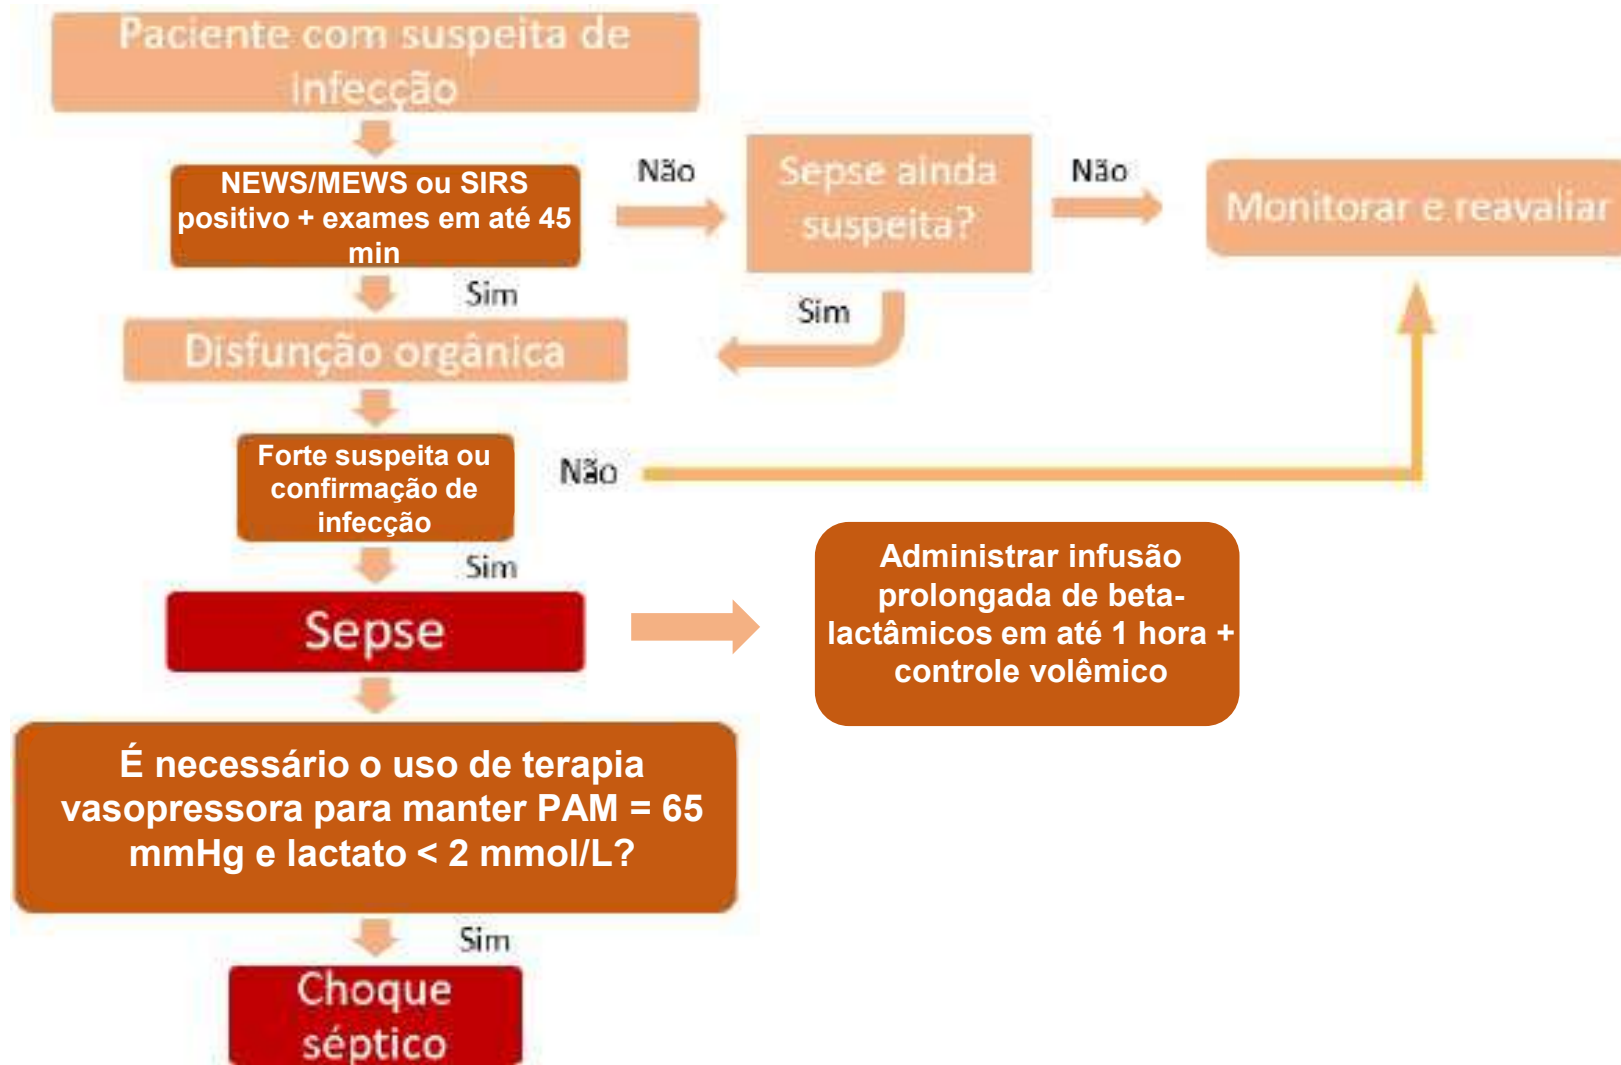 Paciente com suspeita de
infecção
NEWS/MEWS ou SIRS
positivo + exames em até 45
min
Não
Sepse ainda
suspeita?
Não
Monitorar e reavaliar
Sim
Sim
Disfunção orgânica
Forte suspeita ou
confirmação de
infecção
Não
Sim
Sepse
Administrar infusão
prolongada de beta-
lactâmicos em até 1 hora +
controle volêmico
É necessário o uso de terapia
vasopressora para manter PAM = 65
mmHg e lactato < 2 mmol/L?
Sim
Choque
séptico